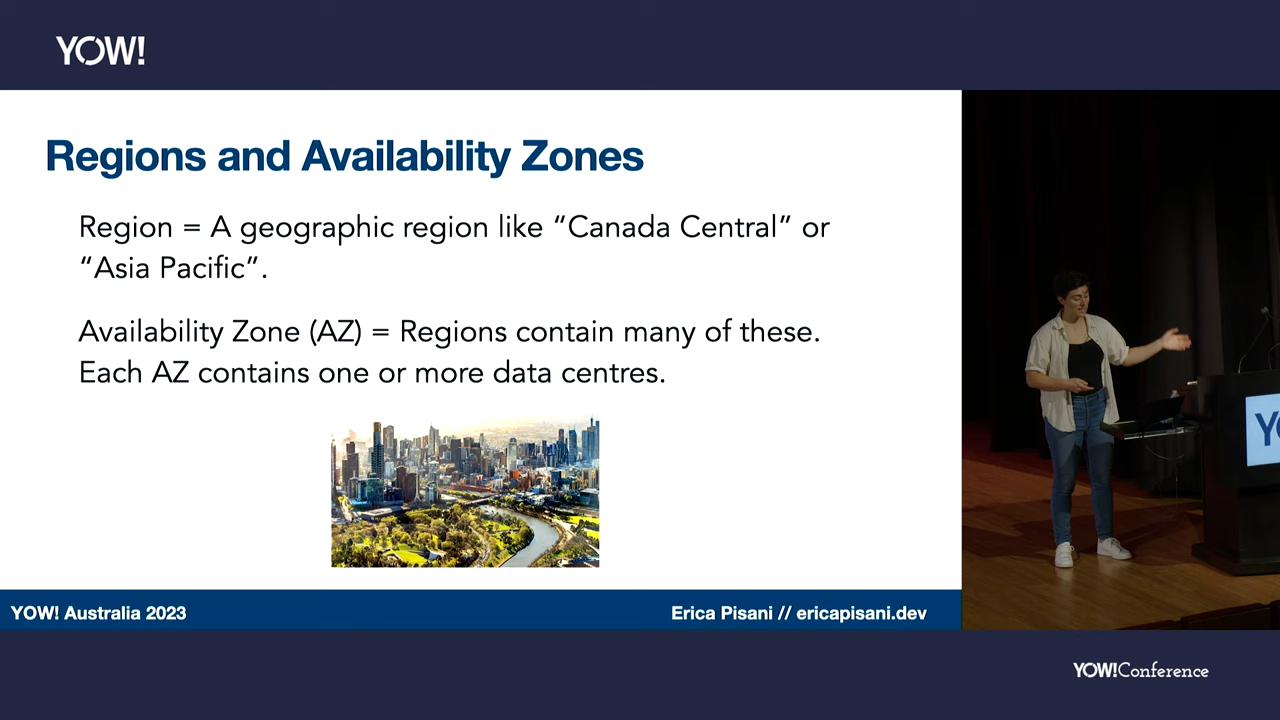 YOW!
Regions and Availability Zones
Region = A geographic region like “Canada Central” or
“Asia Pacific”.
Availability Zone (AZ) = Regions contain many of these.
Each AZ contains one or more data centres.
YOW! Australia 2023
Erica Pisani // ericapisani.dev
YOW!Conference